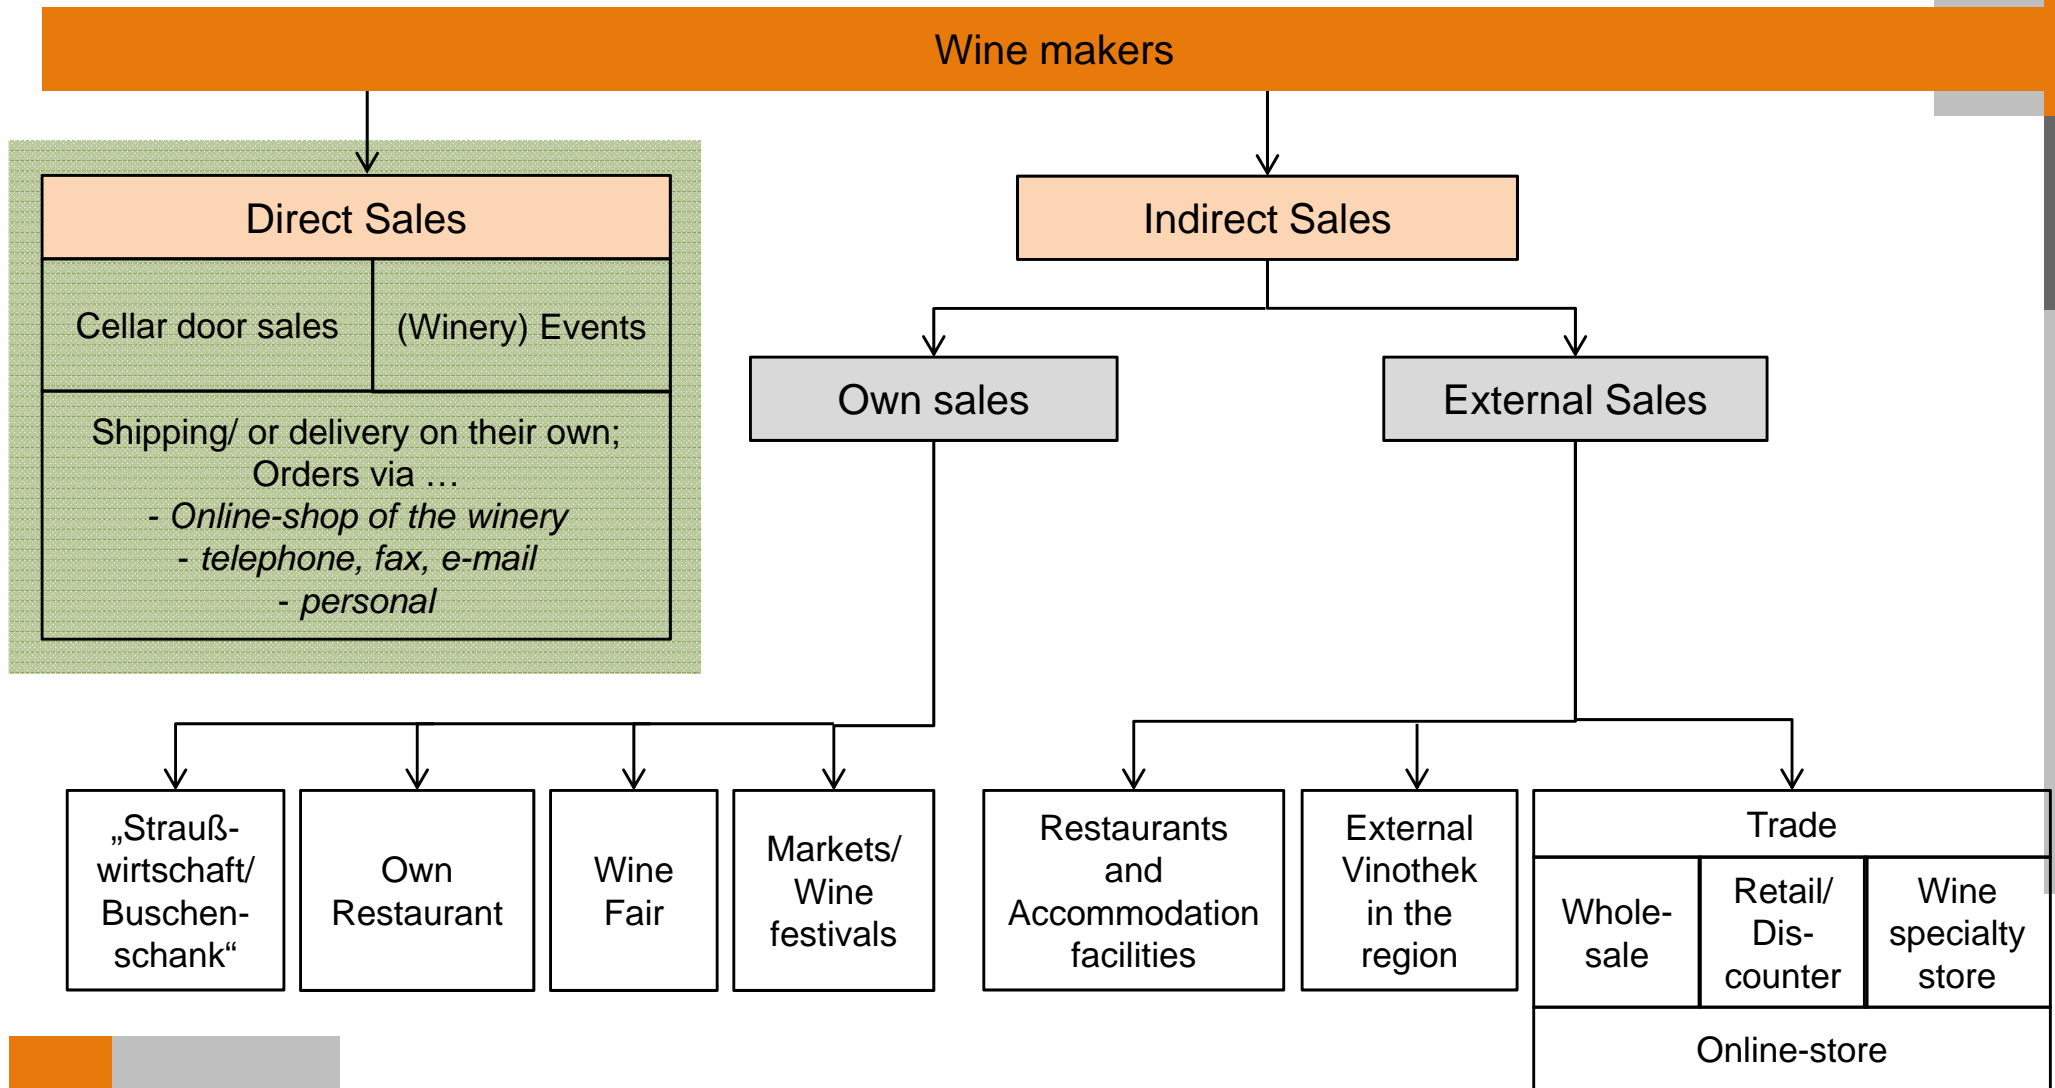 Wine makers
Direct Sales
Indirect Sales
Cellar door sales
(Winery) Events
Shipping/ or delivery on their own;
Orders via …
- Online-shop of the winery
- telephone, fax, e-mail
- personal
Own sales
External Sales
„Strauß-
wirtschaft/
Buschen-
schank“
Own
Restaurant
Wine
Fair
Markets/
Wine
festivals
Restaurants
and
Accommodation
facilities
External
Vinothek
in the
region
Trade
Whole-
sale
Retail/
Dis-
counter
Wine
specialty
store
Online-store